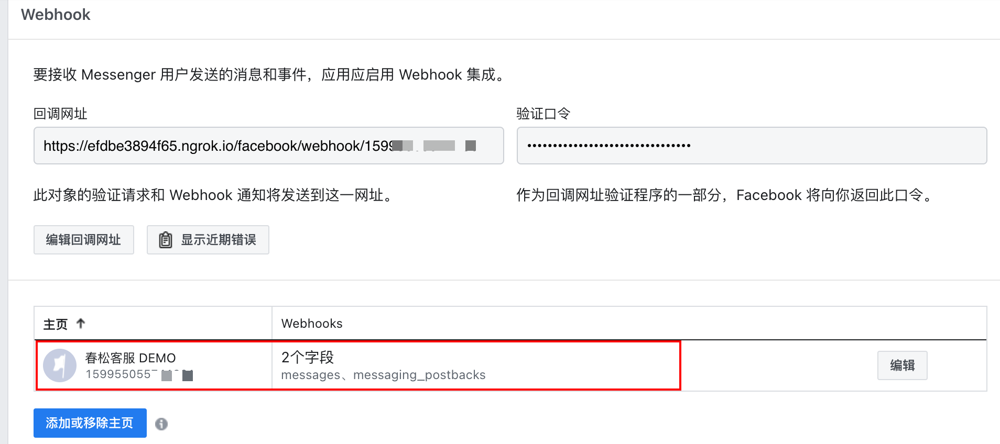 Webhook
要接收 Messenger 用户发送的消息和事件，应用应启用 Webhook 集成。
回调网址
验证口令
https://efdbe3894f65.ngrok.io/facebook/webhook/159
•••••••••••••••••••••••••••••••••
此对象的验证请求和 Webhook 通知将发送到这一网址。
作为回调网址验证程序的一部分，Facebook 将向你返回此口令。
编辑回调网址
显示近期错误
主页 ↑
Webhooks
春松客服 DEMO
159955055
2个字段
messages、messaging_postbacks
编辑
添加或移除主页